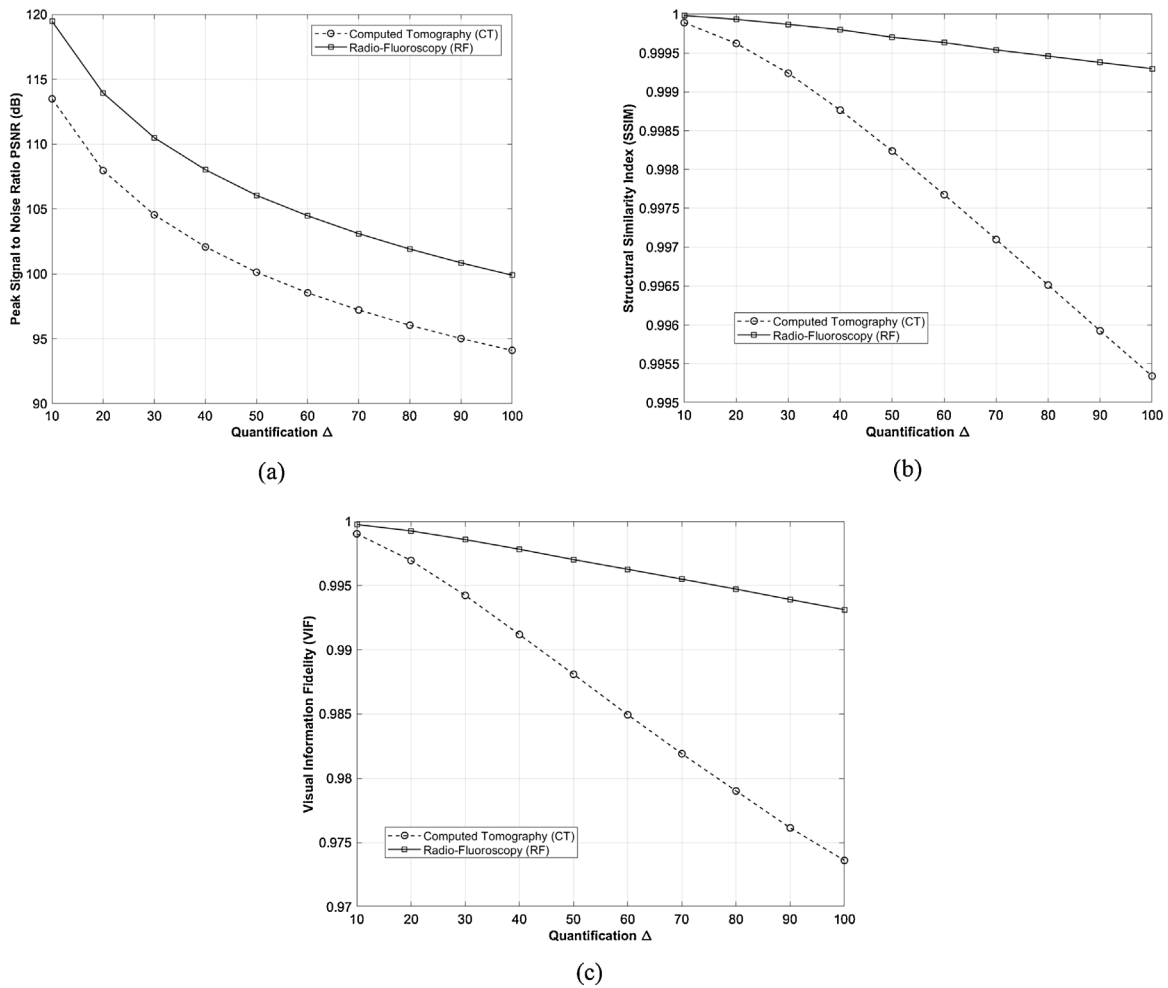 120
115
110
105
100
95
90
Peak Signal to Noise Ratio PSNR (dB)
Computed Tomography (CT)
Radio-Fluoroscopy (RF)
10 20 30 40 50 60 70 80 90 100
Quantification Δ
(a)
1
0.9995
0.999
0.9985
0.998
0.9975
0.997
0.9965
0.996
0.9955
0.995
Structural Similarity Index (SSIM)
Computed Tomography (CT)
Radio-Fluoroscopy (RF)
10 20 30 40 50 60 70 80 90 100
Quantification Δ
(b)
1
0.995
0.99
0.985
0.98
0.975
0.97
Visual Information Fidelity (VIF)
Computed Tomography (CT)
Radio-Fluoroscopy (RF)
10 20 30 40 50 60 70 80 90 100
Quantification Δ
(c)